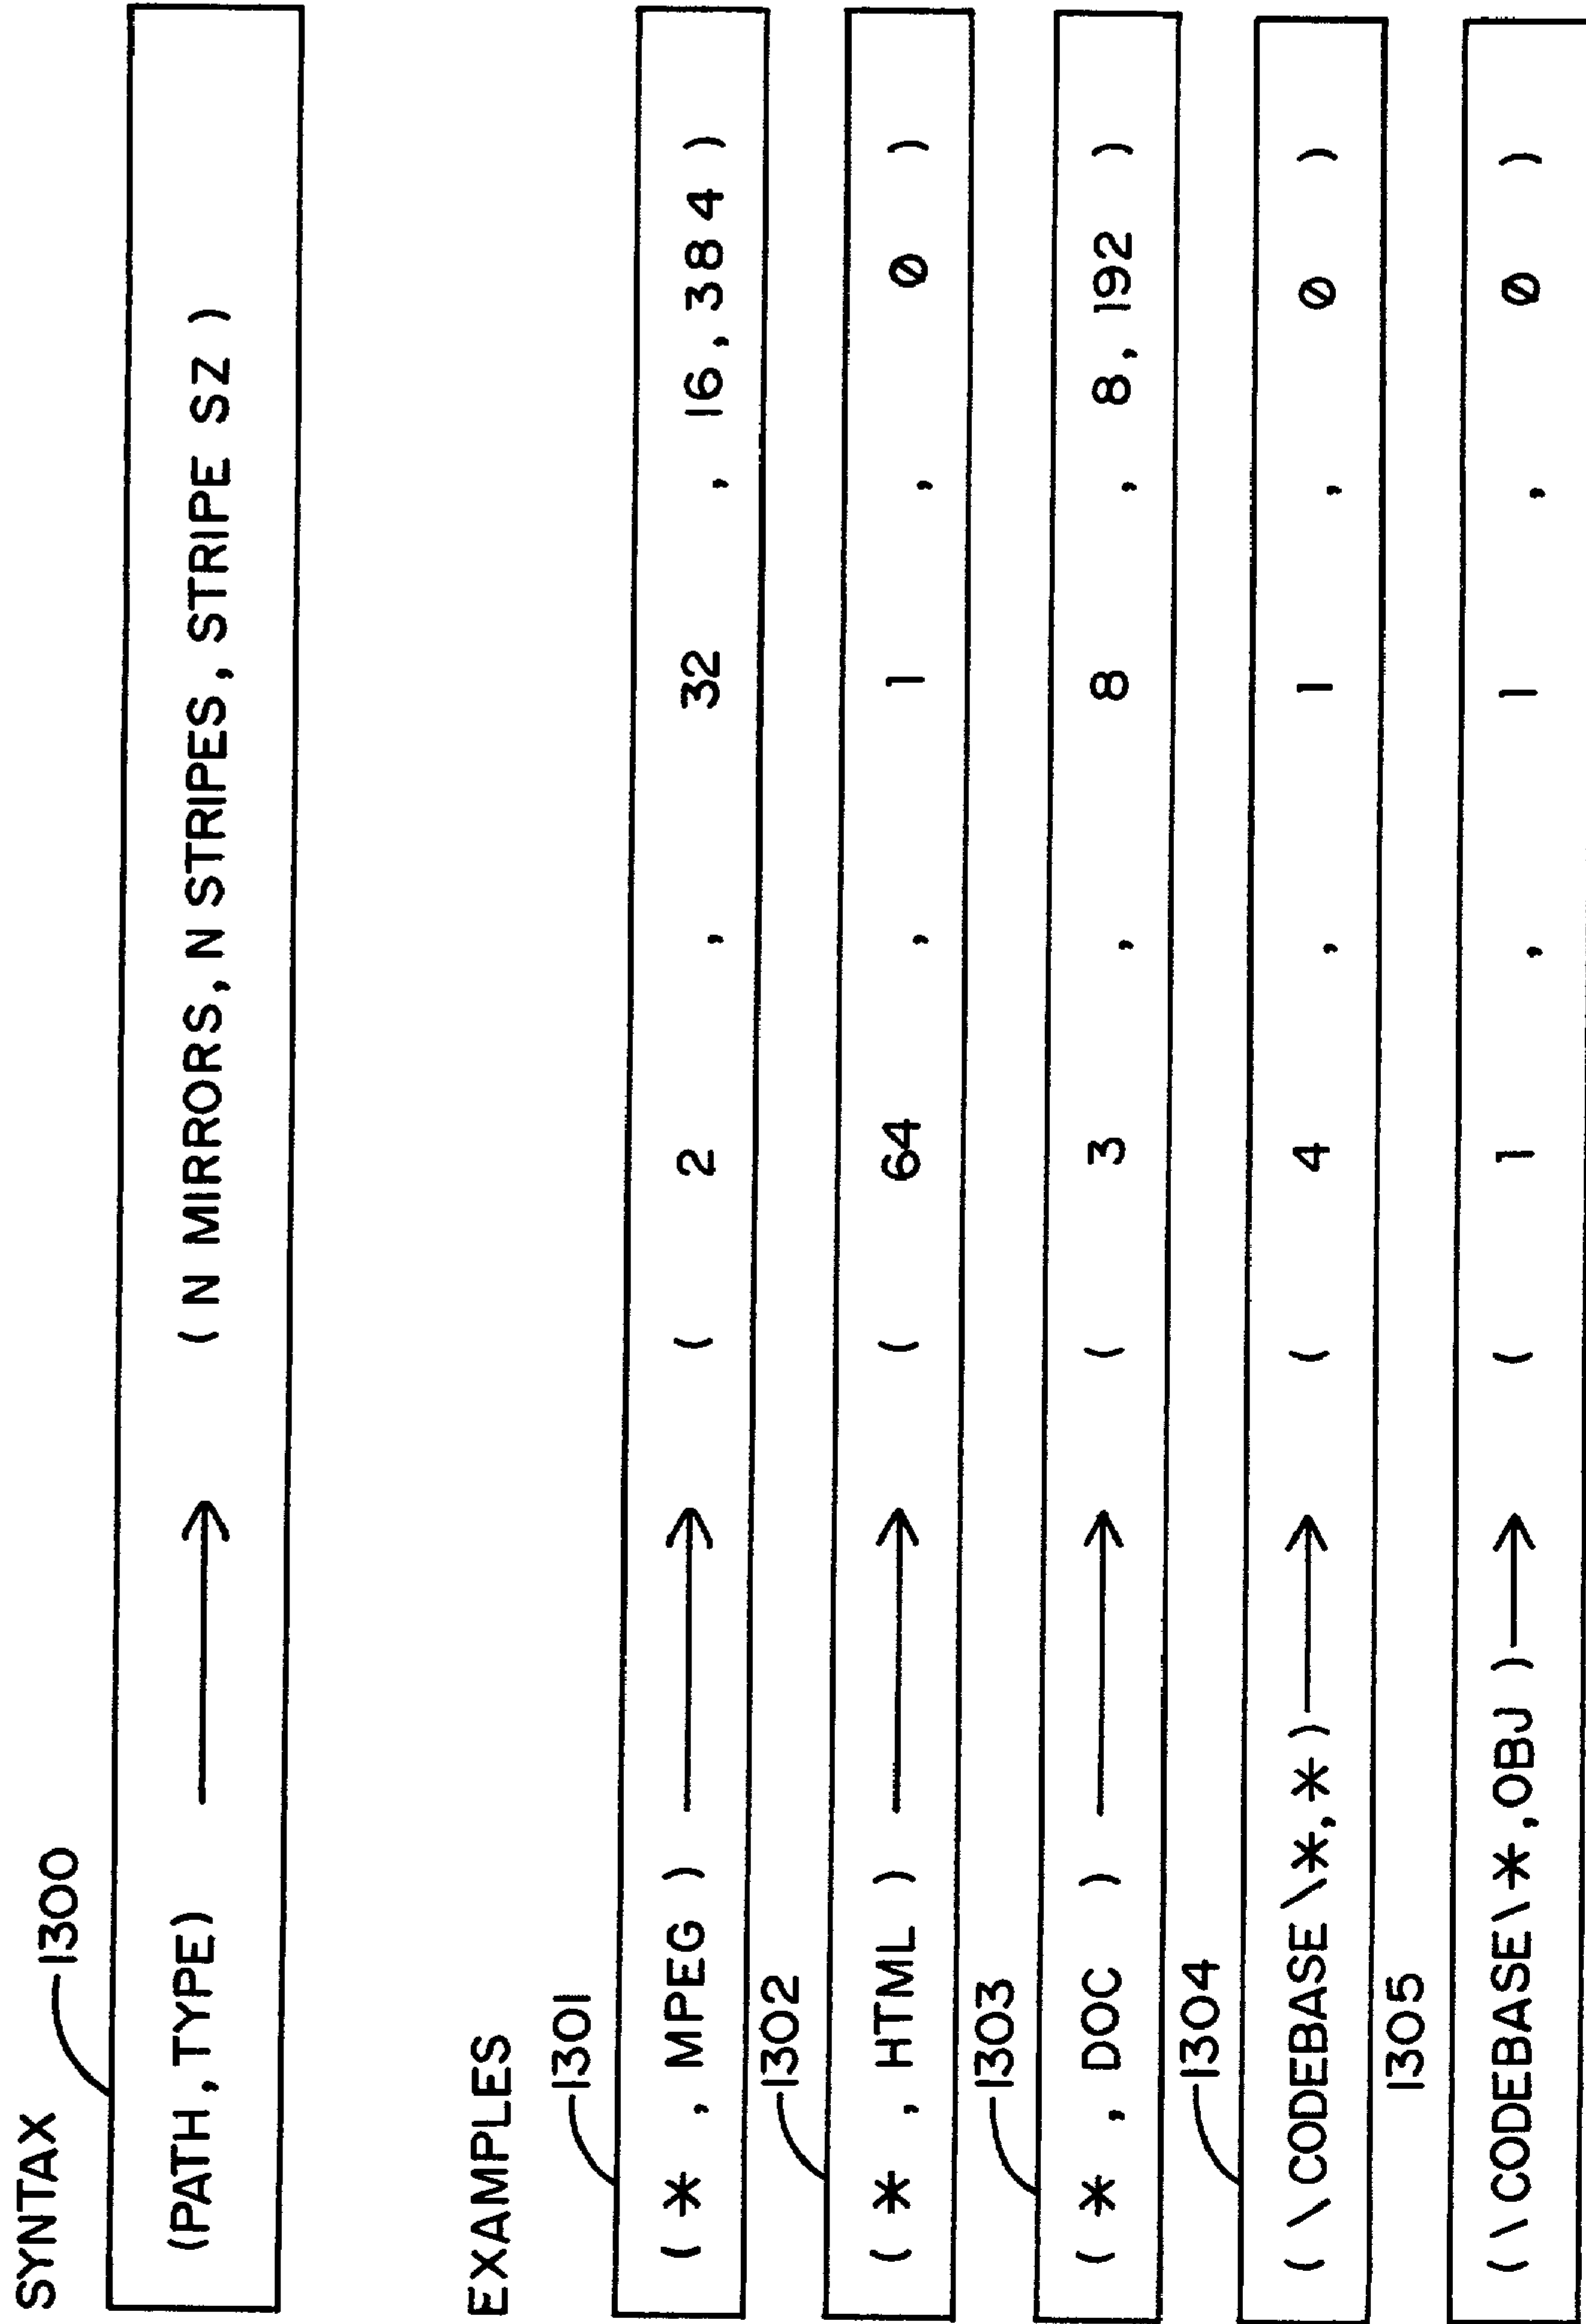 SYNTAX
1300
(PATH, TYPE) → (N MIRRORS, N STRIPES, STRIPE SZ)
EXAMPLES
1301
( * , MPEG ) → ( 2 , 32 , 16,384 )
1302
( * , HTML ) → ( 64 , 1 , 0 )
1303
( * , DOC ) → ( 3 , 8 , 8,192 )
1304
( \ CODEBASE \ *, * ) → ( 4 , 1 , 0 )
1305
( \ CODEBASE \ *, OBJ ) → ( 1 , 1 , 0 )